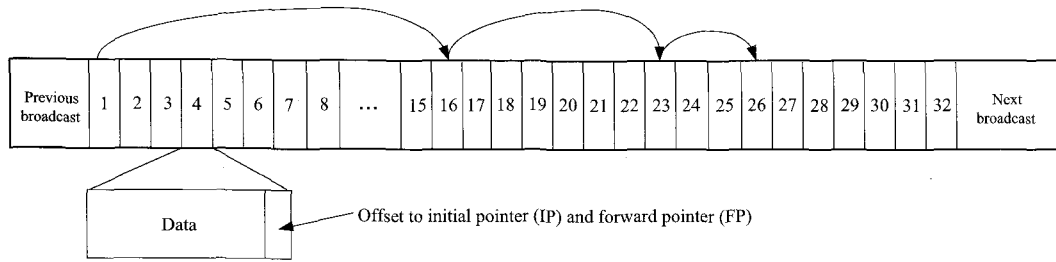 Previous broadcast 1 2 3 4 5 6 7 8 ... 15 16 17 18 19 20 21 22 23 24 25 26 27 28 29 30 31 32 Next broadcast
Data
Offset to initial pointer (IP) and forward pointer (FP)